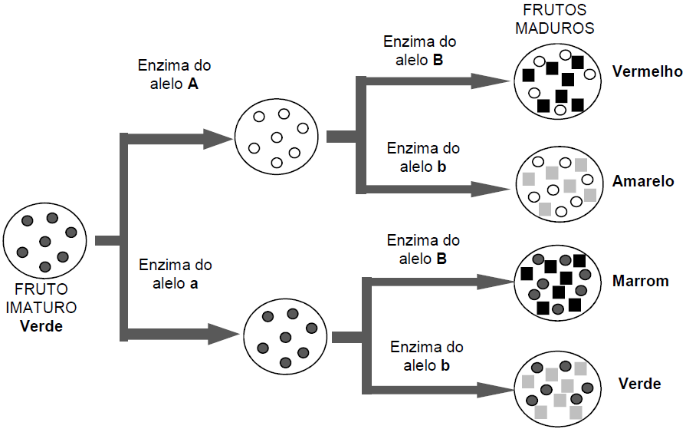 FRUTOS
MADUROS
Enzima do
alelo A
Enzima do
alelo B
Vermelho
Enzima do
alelo b
Amarelo
FRUTO
IMATURO
Verde
Enzima do
alelo a
Enzima do
alelo B
Marrom
Enzima do
alelo b
Verde